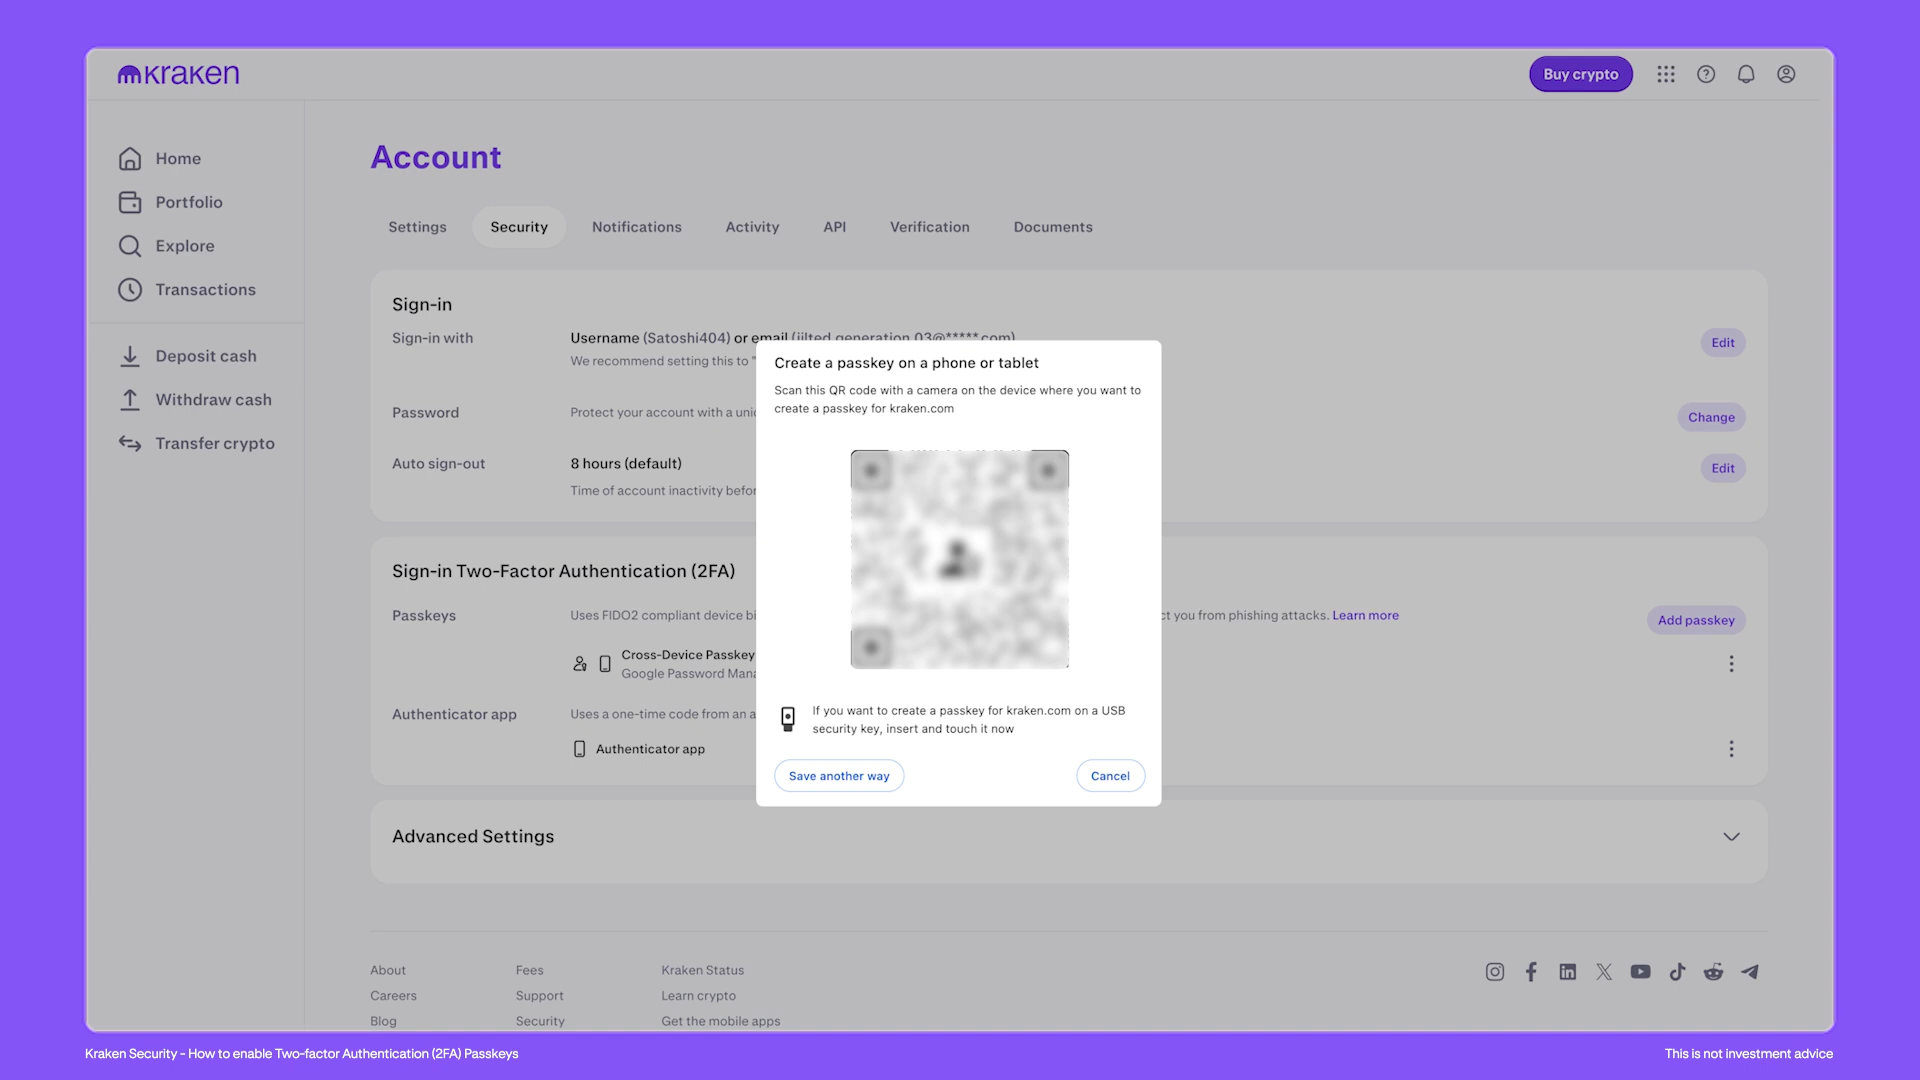 kraken
Buy crypto
Home
Portfolio
Explore
Transactions
Deposit cash
Withdraw cash
Transfer crypto
Account
Settings Security Notifications Activity API Verification Documents
Sign-in
Sign-in with Username (Satoshi404) or email (jilted.generation.03@*****.com) Edit
We recommend setting this to "
Password Protect your account with a uni Change
Auto sign-out 8 hours (default) Edit
Time of account inactivity befor
Sign-in Two-Factor Authentication (2FA)
Passkeys Uses FIDO2 compliant device bi ct you from phishing attacks. Learn more Add passkey
Cross-Device Passkey
Google Password Mana
Authenticator app Uses a one-time code from an a
Authenticator app
Create a passkey on a phone or tablet
Scan this QR code with a camera on the device where you want to
create a passkey for kraken.com
If you want to create a passkey for kraken.com on a USB
security key, insert and touch it now
Save another way Cancel
Advanced Settings
About Fees Kraken Status
Careers Support Learn crypto
Blog Security Get the mobile apps
Kraken Security - How to enable Two-factor Authentication (2FA) Passkeys
This is not investment advice